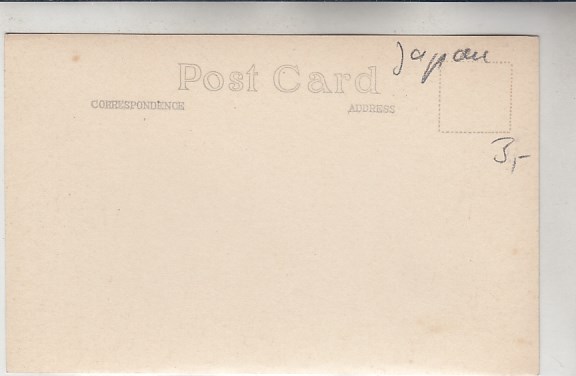 Japan
Post Card
CORRESPONDENCE ADDRESS
3,-